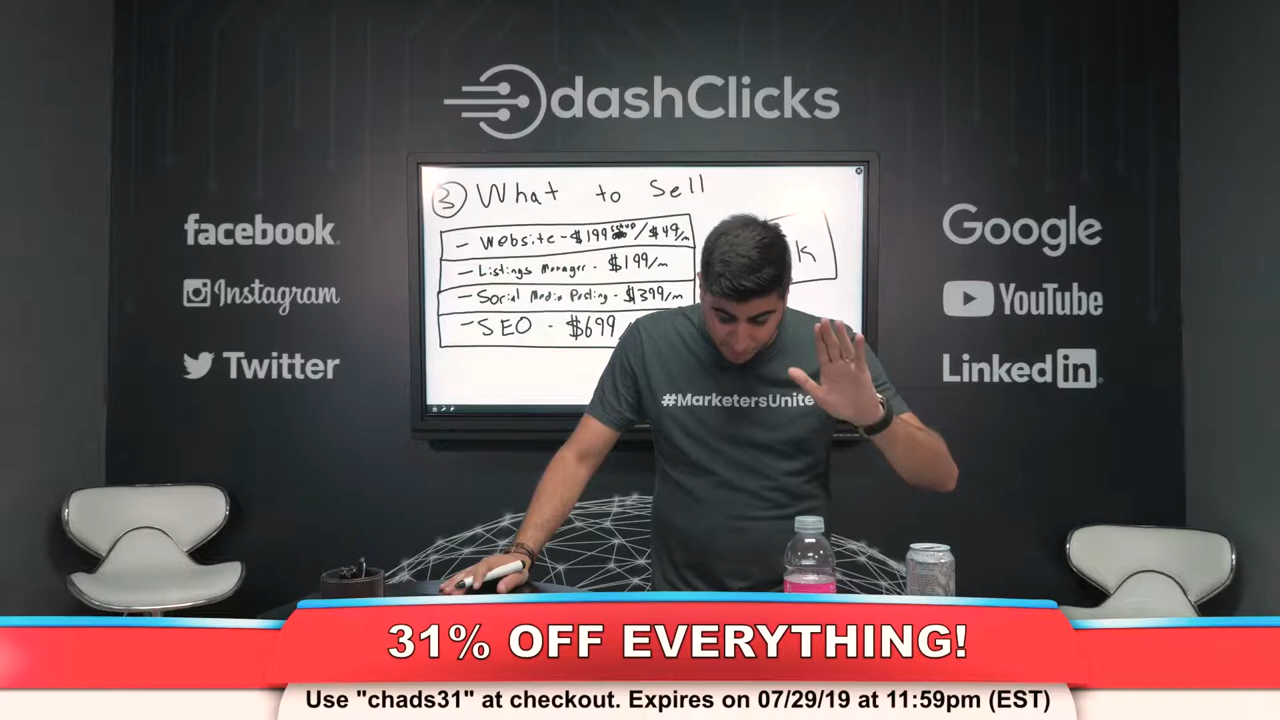 dashClicks
3 What to Sell
- Website - $199 setup / $49/m
- Listings Manager - $199/m
- Social Media Posting - $399/m
- SEO - $699
k
facebook.
Instagram
Twitter
Google
YouTube
LinkedIn
#MarketersUnite
31% OFF EVERYTHING!
Use "chads31" at checkout. Expires on 07/29/19 at 11:59pm (EST)